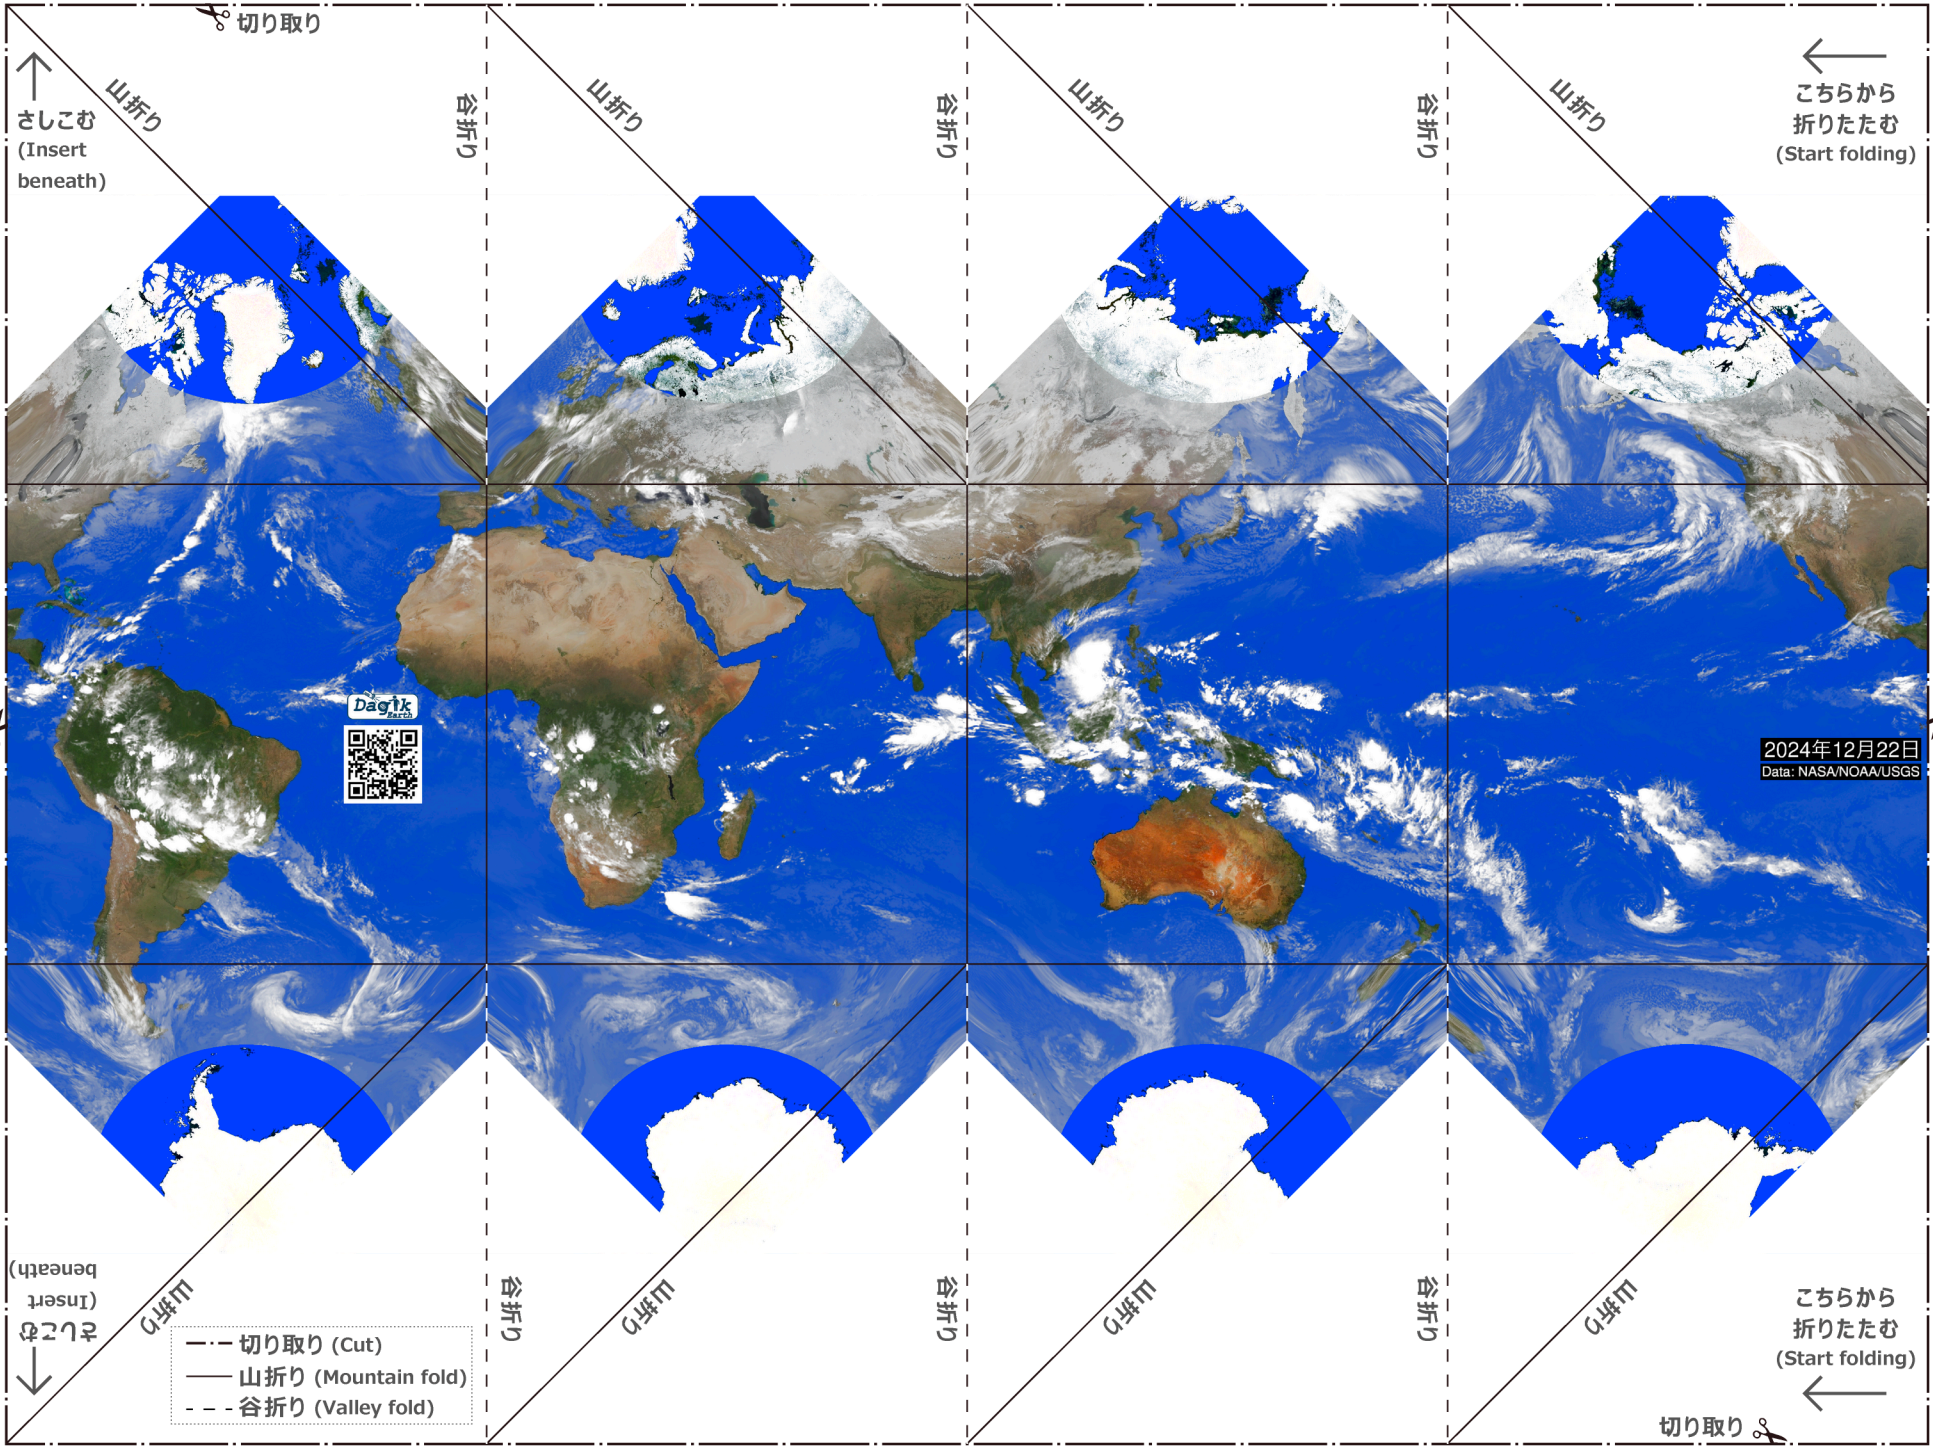 切り取り
山折り
谷折り
山折り
谷折り
山折り
谷折り
山折り
さしこむ
(Insert
beneath)
こちらから
折りたたむ
(Start folding)
Dagik
Earth
2024年12月22日
Data: NASA/NOAA/USGS
さしこむ
(Insert
beneath)
山折り
谷折り
山折り
谷折り
山折り
谷折り
山折り
切り取り (Cut)
山折り (Mountain fold)
谷折り (Valley fold)
こちらから
折りたたむ
(Start folding)
切り取り